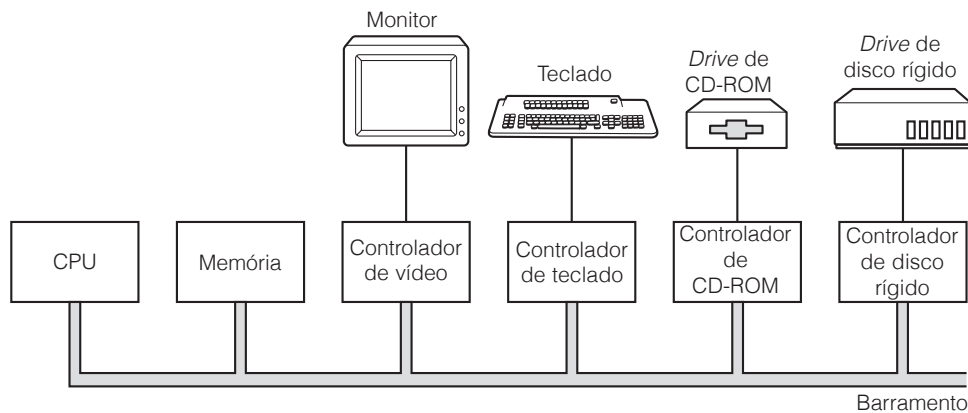 Monitor
Teclado
Drive de
CD-ROM
Drive de
disco rígido
CPU
Memória
Controlador
de vídeo
Controlador
de teclado
Controlador
de
CD-ROM
Controlador
de disco
rígido
Barramento